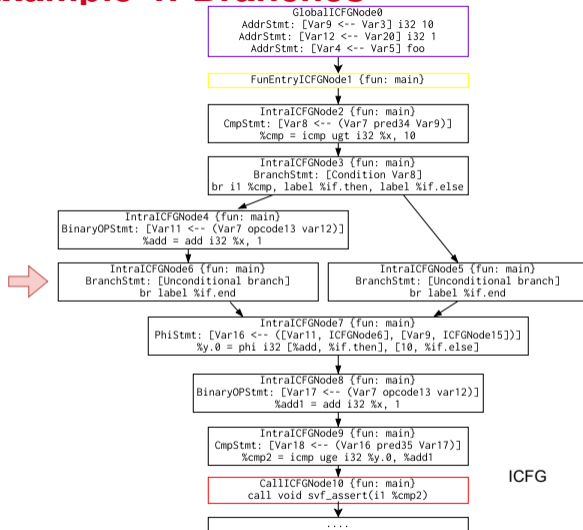 GlobalICFGNode0
AddrStmt: [Var9 <-- Var3] i32 10
AddrStmt: [Var12 <-- Var20] i32 1
AddrStmt: [Var4 <-- Var5] foo
FunEntryICFGNode1 {fun: main}
IntraICFGNode2 {fun: main}
CmpStmt: [Var8 <-- (Var7 pred34 Var9)]
%cmp = icmp ugt i32 %x, 10
IntraICFGNode3 {fun: main}
BranchStmt: [Condition Var8]
br i1 %cmp, label %if.then, label %if.else
IntraICFGNode4 {fun: main}
BinaryOPStmt: [Var11 <-- (Var7 opcode13 var12)]
%add = add i32 %x, 1
IntraICFGNode6 {fun: main}
BranchStmt: [Unconditional branch]
br label %if.end
IntraICFGNode5 {fun: main}
BranchStmt: [Unconditional branch]
br label %if.end
IntraICFGNode7 {fun: main}
PhiStmt: [Var16 <-- ([Var11, ICFGNode6], [Var9, ICFGNode15])]
%y.0 = phi i32 [%add, %if.then], [10, %if.else]
IntraICFGNode8 {fun: main}
BinaryOPStmt: [Var17 <-- (Var7 opcode13 var12)]
%add1 = add i32 %x, 1
IntraICFGNode9 {fun: main}
CmpStmt: [Var18 <-- (Var16 pred35 Var17)]
%cmp2 = icmp uge i32 %y.0, %add1
ICFG
CallICFGNode10 {fun: main}
call void svf_assert(i1 %cmp2)
....